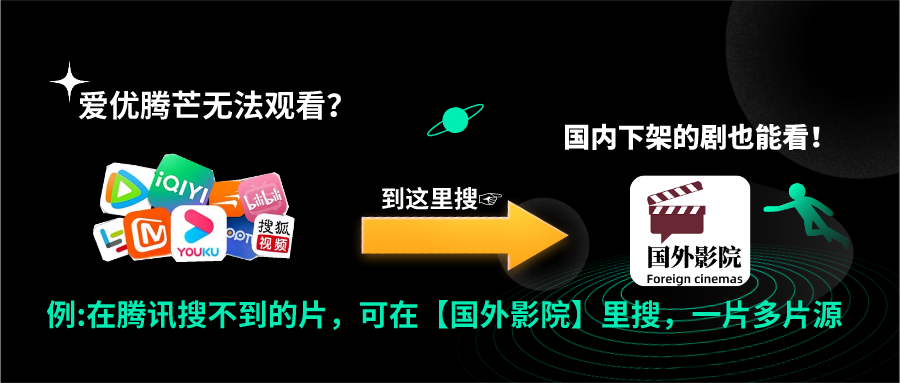 爱优腾芒无法观看？
国内下架的剧也能看！
iQIYI
bilibili
到这里搜☞
YOUKU
搜狐
视频
国外影院
Foreign cinemas
例:在腾讯搜不到的片，可在【国外影院】里搜，一片多片源